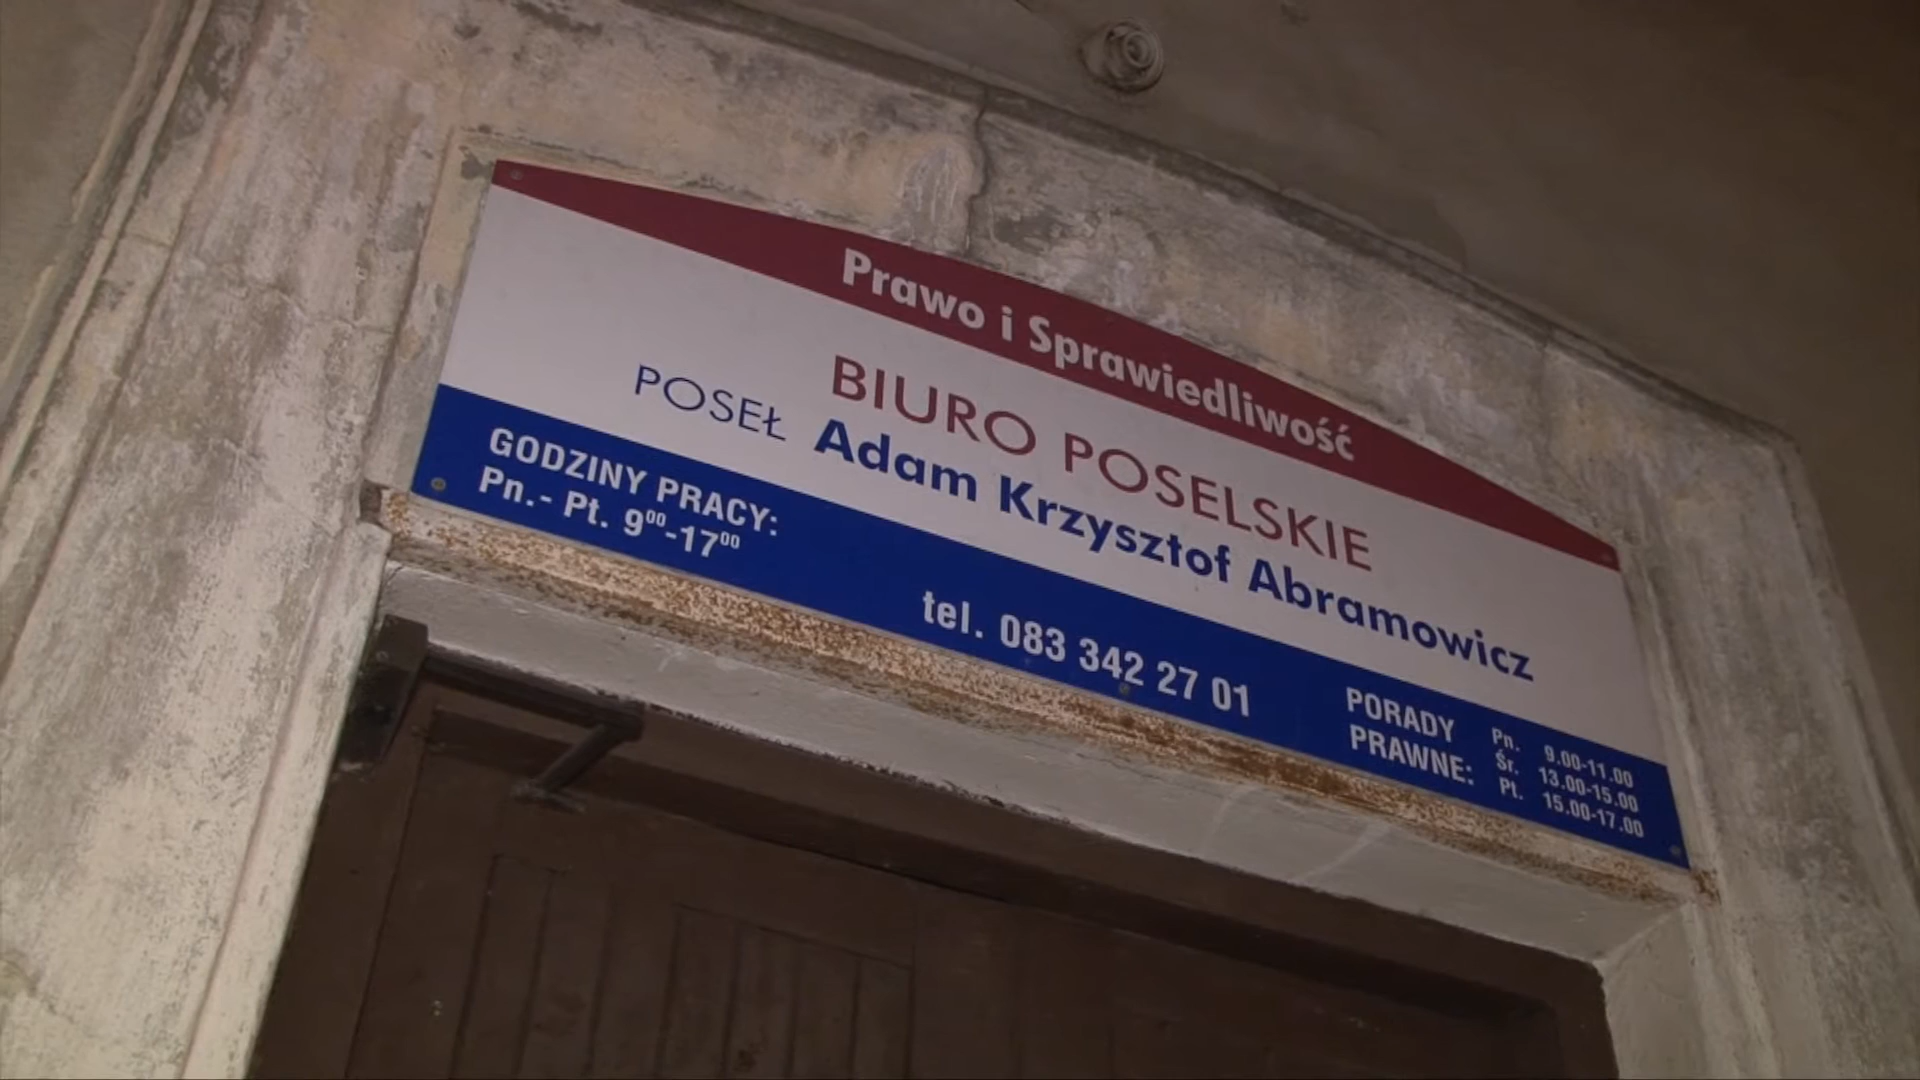 Prawo i Sprawiedliwość
BIURO POSELSKIE
POSEŁ Adam Krzysztof Abramowicz
GODZINY PRACY:
Pn.- Pt. 9⁰⁰-17⁰⁰
tel. 083 342 27 01
PORADY PRAWNE:
Pn. 9.00-11.00
Śr. 13.00-15.00
Pt. 15.00-17.00